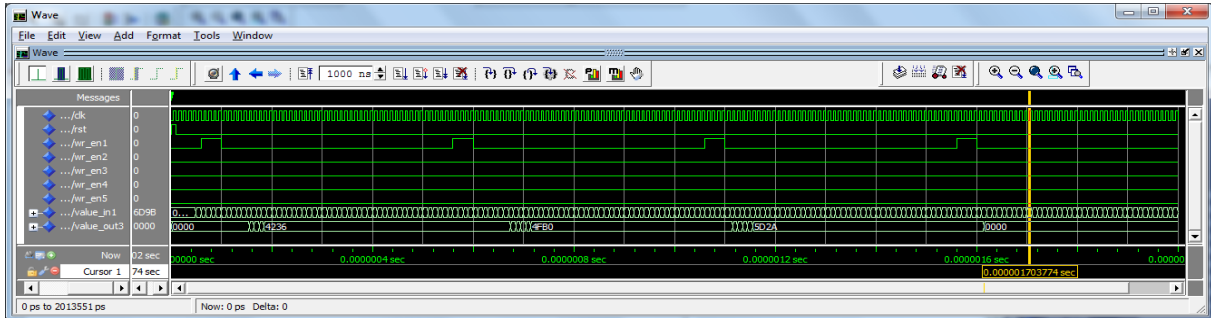 Wave
File Edit View Add Format Tools Window
Wave
1000 ns
Messages
.../clk 0
.../rst 0
.../wr_en1 0
.../wr_en2 0
.../wr_en3 0
.../wr_en4 0
.../wr_en5 0
.../value_in1 6D9B 0...
.../value_out3 0000 0000 4236 4FB0 5D2A 0000
Now 02 sec 00000 sec 0.0000004 sec 0.0000008 sec 0.0000012 sec 0.0000016 sec 0.00000
Cursor 1 74 sec 0.000001703774 sec
0 ps to 2013551 ps Now: 0 ps Delta: 0